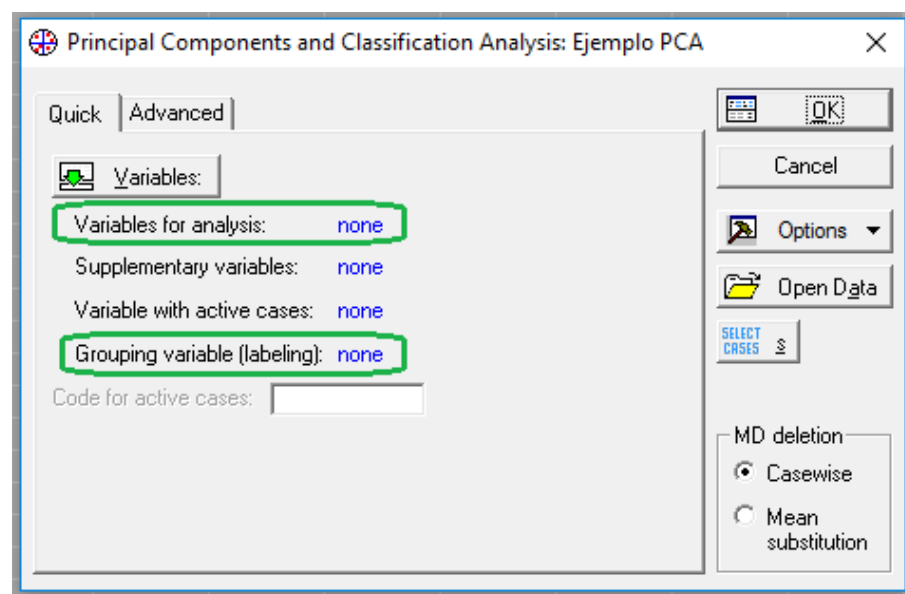 Principal Components and Classification Analysis: Ejemplo PCA
Quick
Advanced
Variables:
Variables for analysis: none
Supplementary variables: none
Variable with active cases: none
Grouping variable (labeling): none
Code for active cases:
OK
Cancel
Options
Open Data
SELECT
CASES S
MD deletion
Casewise
Mean
substitution